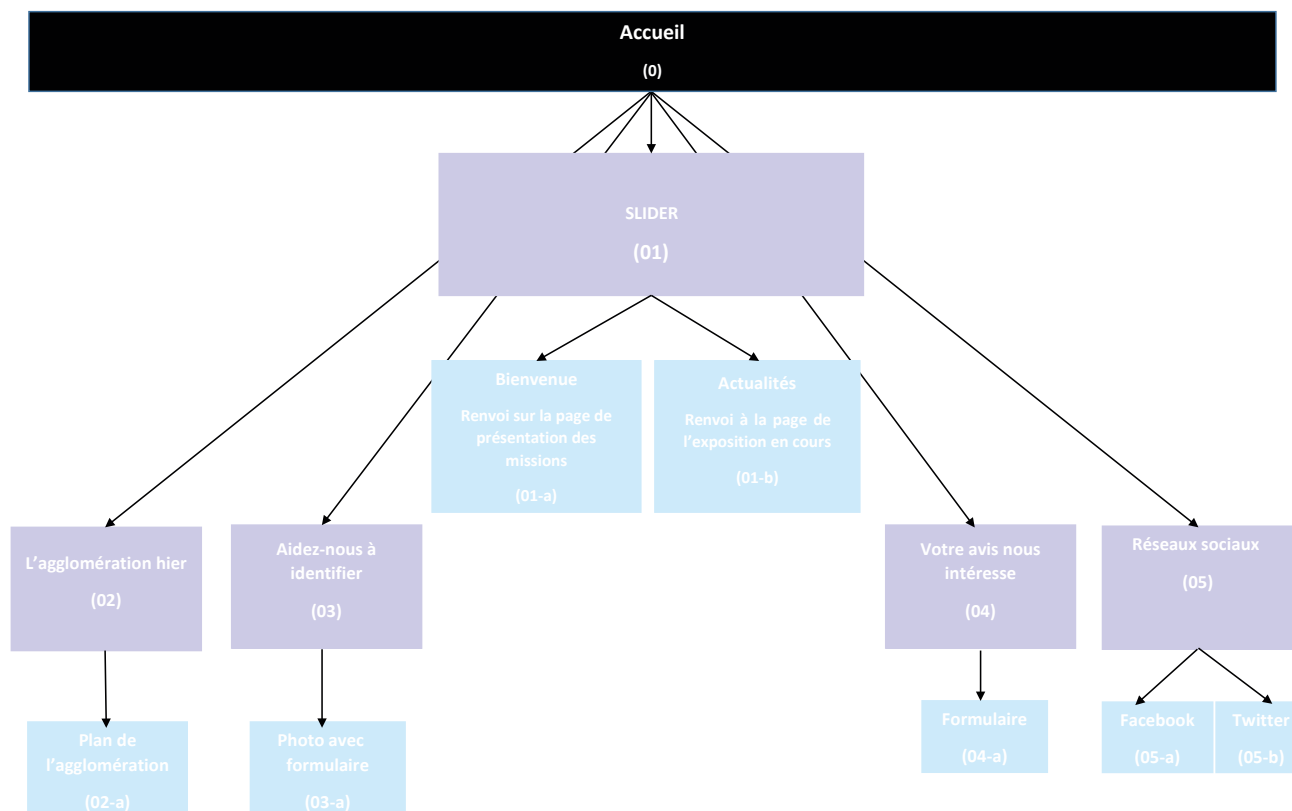 Accueil
(0)
SLIDER
(01)
Bienvenue
Renvoi sur la page de
présentation des
missions
(01-a)
Actualités
Renvoi à la page de
l’exposition en cours
(01-b)
L’agglomération hier
(02)
Aidez-nous à
identifier
(03)
Votre avis nous
intéresse
(04)
Réseaux sociaux
(05)
Plan de
l’agglomération
(02-a)
Photo avec
formulaire
(03-a)
Formulaire
(04-a)
Facebook
(05-a)
Twitter
(05-b)